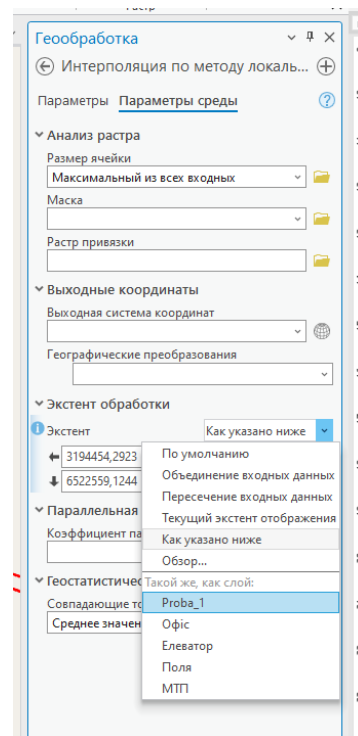 Геообработка
Интерполяция по методу локаль...
Параметры Параметры среды
Анализ растра
Размер ячейки
Максимальный из всех входных
Маска
Растр привязки
Выходные координаты
Выходная система координат
Географические преобразования
Экстент обработки
Экстент Как указано ниже
3194454,2923
6522559,1244
По умолчанию
Объединение входных данных
Пересечение входных данных
Текущий экстент отображения
Как указано ниже
Обзор...
Такой же, как слой:
Proba_1
Офіс
Елеватор
Поля
МТП
Параллельная
Коэффициент па
Геостатистичес
Совпадающие то
Среднее значен